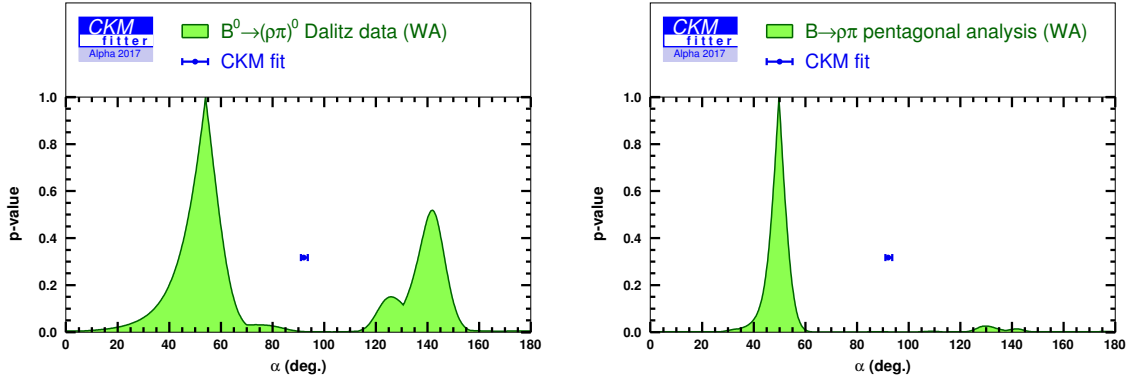 CKM
fitter
Alpha 2017
B⁰→(ρπ)⁰ Dalitz data (WA)
CKM fit
p-value
1.0
0.8
0.6
0.4
0.2
0.0
0 20 40 60 80 100 120 140 160 180
α (deg.)
CKM
fitter
Alpha 2017
B→ρπ pentagonal analysis (WA)
CKM fit
p-value
1.0
0.8
0.6
0.4
0.2
0.0
0 20 40 60 80 100 120 140 160 180
α (deg.)